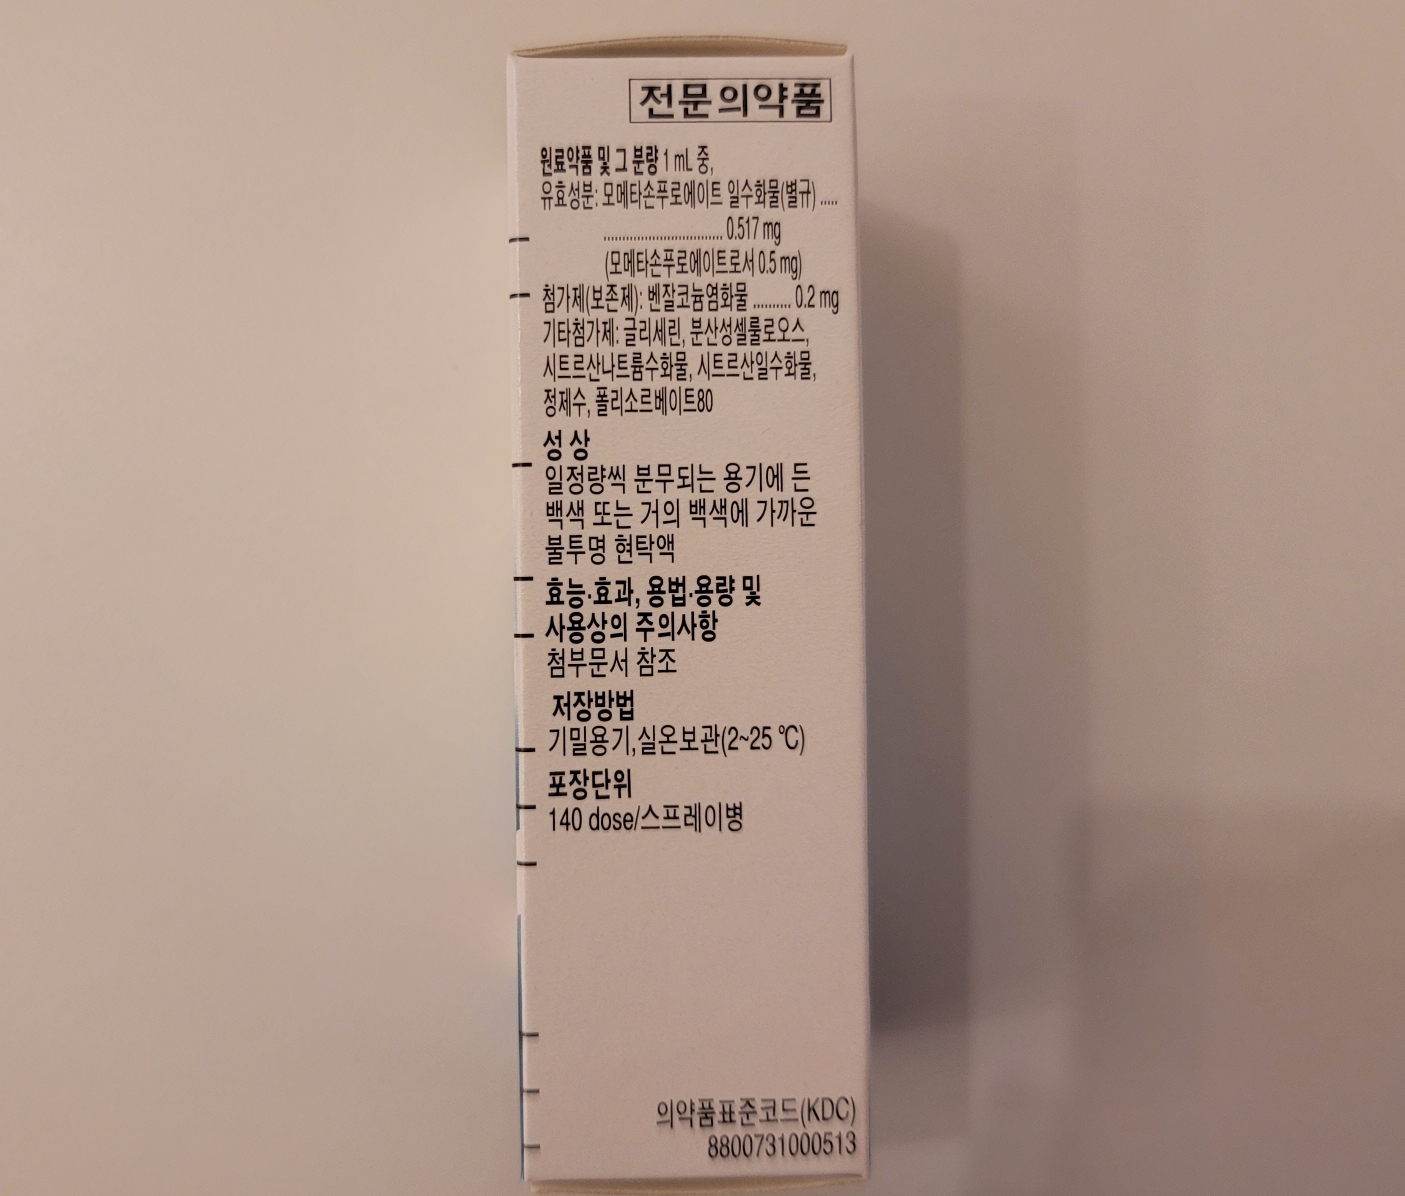 전문의약품
원료약품 및 그 분량 1 mL 중,
유효성분: 모메타손푸로에이트 일수화물(별규) .....
................................ 0.517 mg
(모메타손푸로에이트로서 0.5 mg)
첨가제(보존제): 벤잘코늄염화물 .......... 0.2 mg
기타첨가제: 글리세린, 분산성셀룰로오스,
시트르산나트륨수화물, 시트르산일수화물,
정제수, 폴리소르베이트80
성 상
일정량씩 분무되는 용기에 든
백색 또는 거의 백색에 가까운
불투명 현탁액
효능·효과, 용법·용량 및
사용상의 주의사항
첨부문서 참조
저장방법
기밀용기,실온보관(2~25 ℃)
포장단위
140 dose/스프레이병
의약품표준코드(KDC)
8800731000513